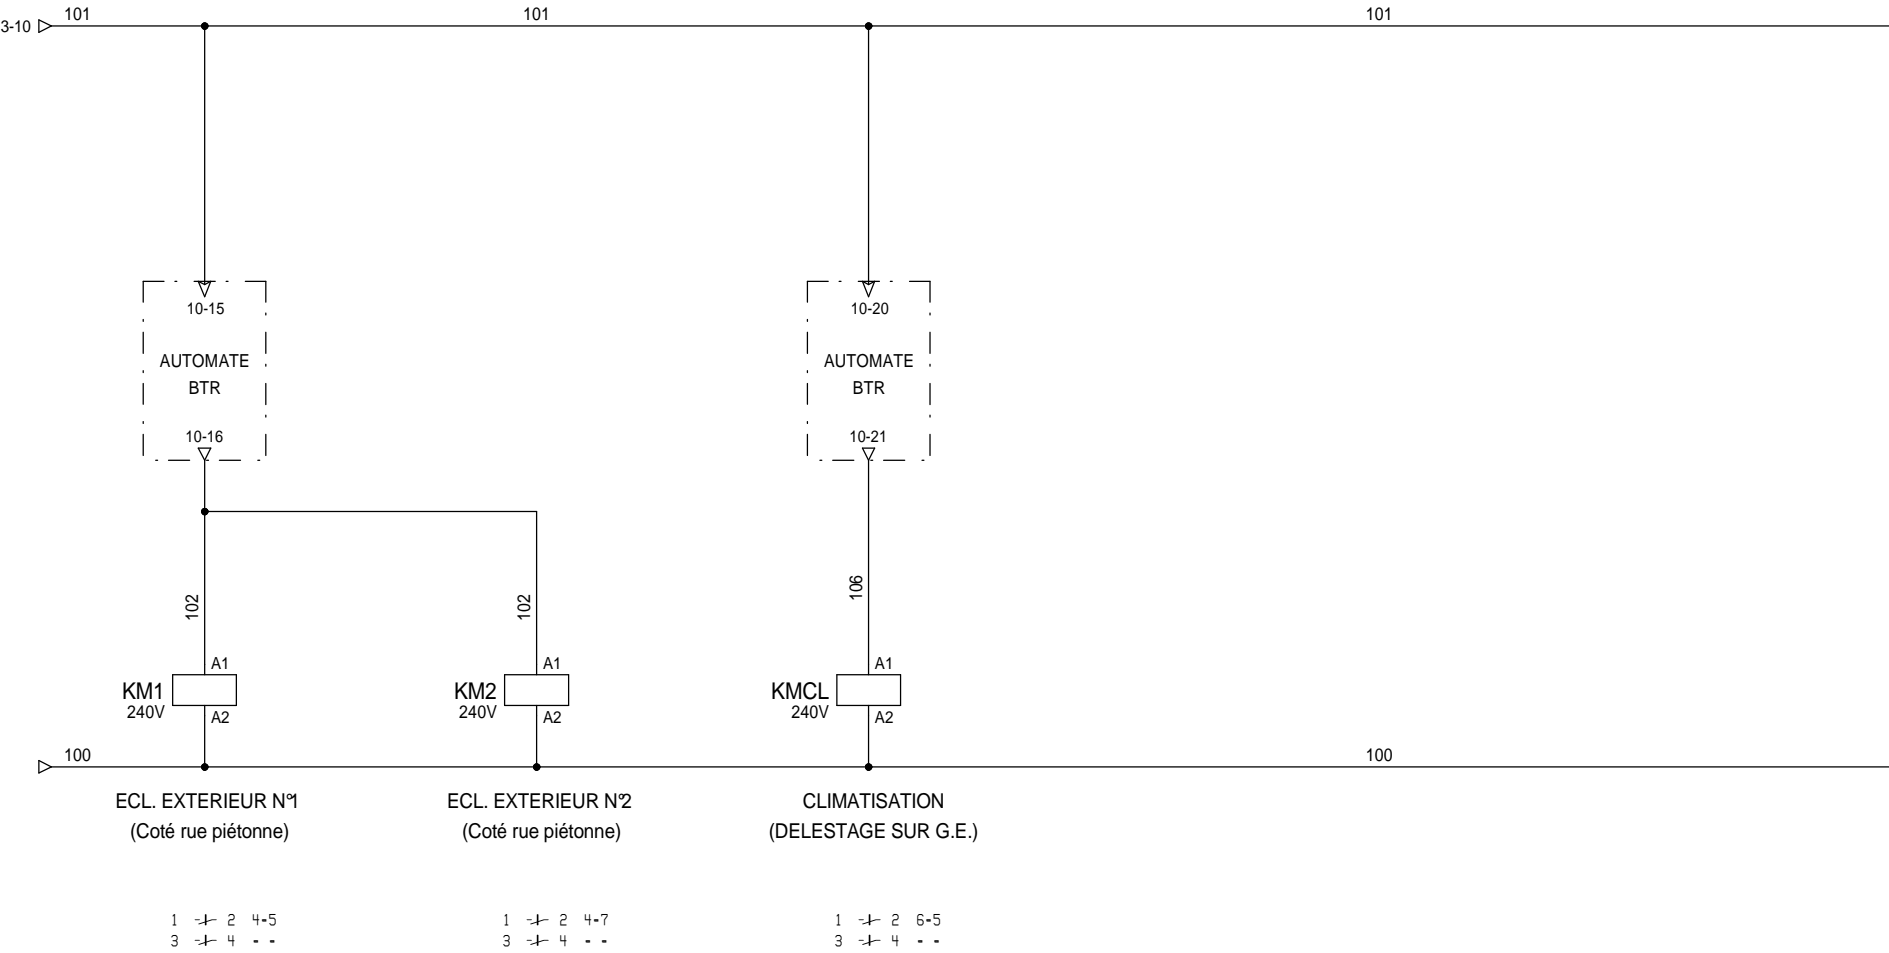 101 101 101
3-10
10-15 10-20
AUTOMATE AUTOMATE
BTR BTR
10-16 10-21
102 102 106
A1 A1 A1
KM1 KM2 KMCL
240V 240V 240V
A2 A2 A2
100 100
ECL. EXTERIEUR N°1 ECL. EXTERIEUR N°2 CLIMATISATION
(Coté rue piétonne) (Coté rue piétonne) (DELESTAGE SUR G.E.)
1 2 4-5 1 2 4-7 1 2 6-5
3 4 - - 3 4 - - 3 4 - -